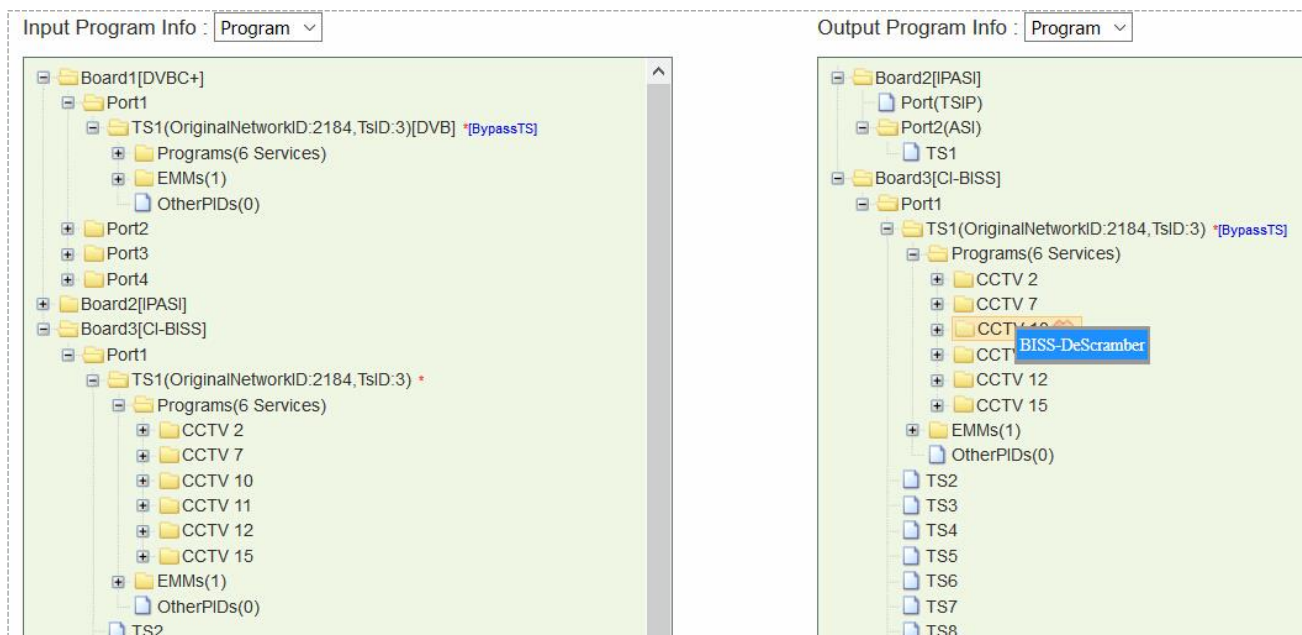 Input Program Info : Program
Board1[DVBC+]
Port1
TS1(OriginalNetworkID:2184,TsID:3)[DVB] *[BypassTS]
Programs(6 Services)
EMMs(1)
OtherPIDs(0)
Port2
Port3
Port4
Board2[IPASI]
Board3[CI-BISS]
Port1
TS1(OriginalNetworkID:2184,TsID:3) *
Programs(6 Services)
CCTV 2
CCTV 7
CCTV 10
CCTV 11
CCTV 12
CCTV 15
EMMs(1)
OtherPIDs(0)
TS2
Output Program Info : Program
Board2[IPASI]
Port(TSIP)
Port2(ASI)
TS1
Board3[CI-BISS]
Port1
TS1(OriginalNetworkID:2184,TsID:3) *[BypassTS]
Programs(6 Services)
CCTV 2
CCTV 7
BISS-DeScramber
CCTV 12
CCTV 15
EMMs(1)
OtherPIDs(0)
TS2
TS3
TS4
TS5
TS6
TS7
TS8